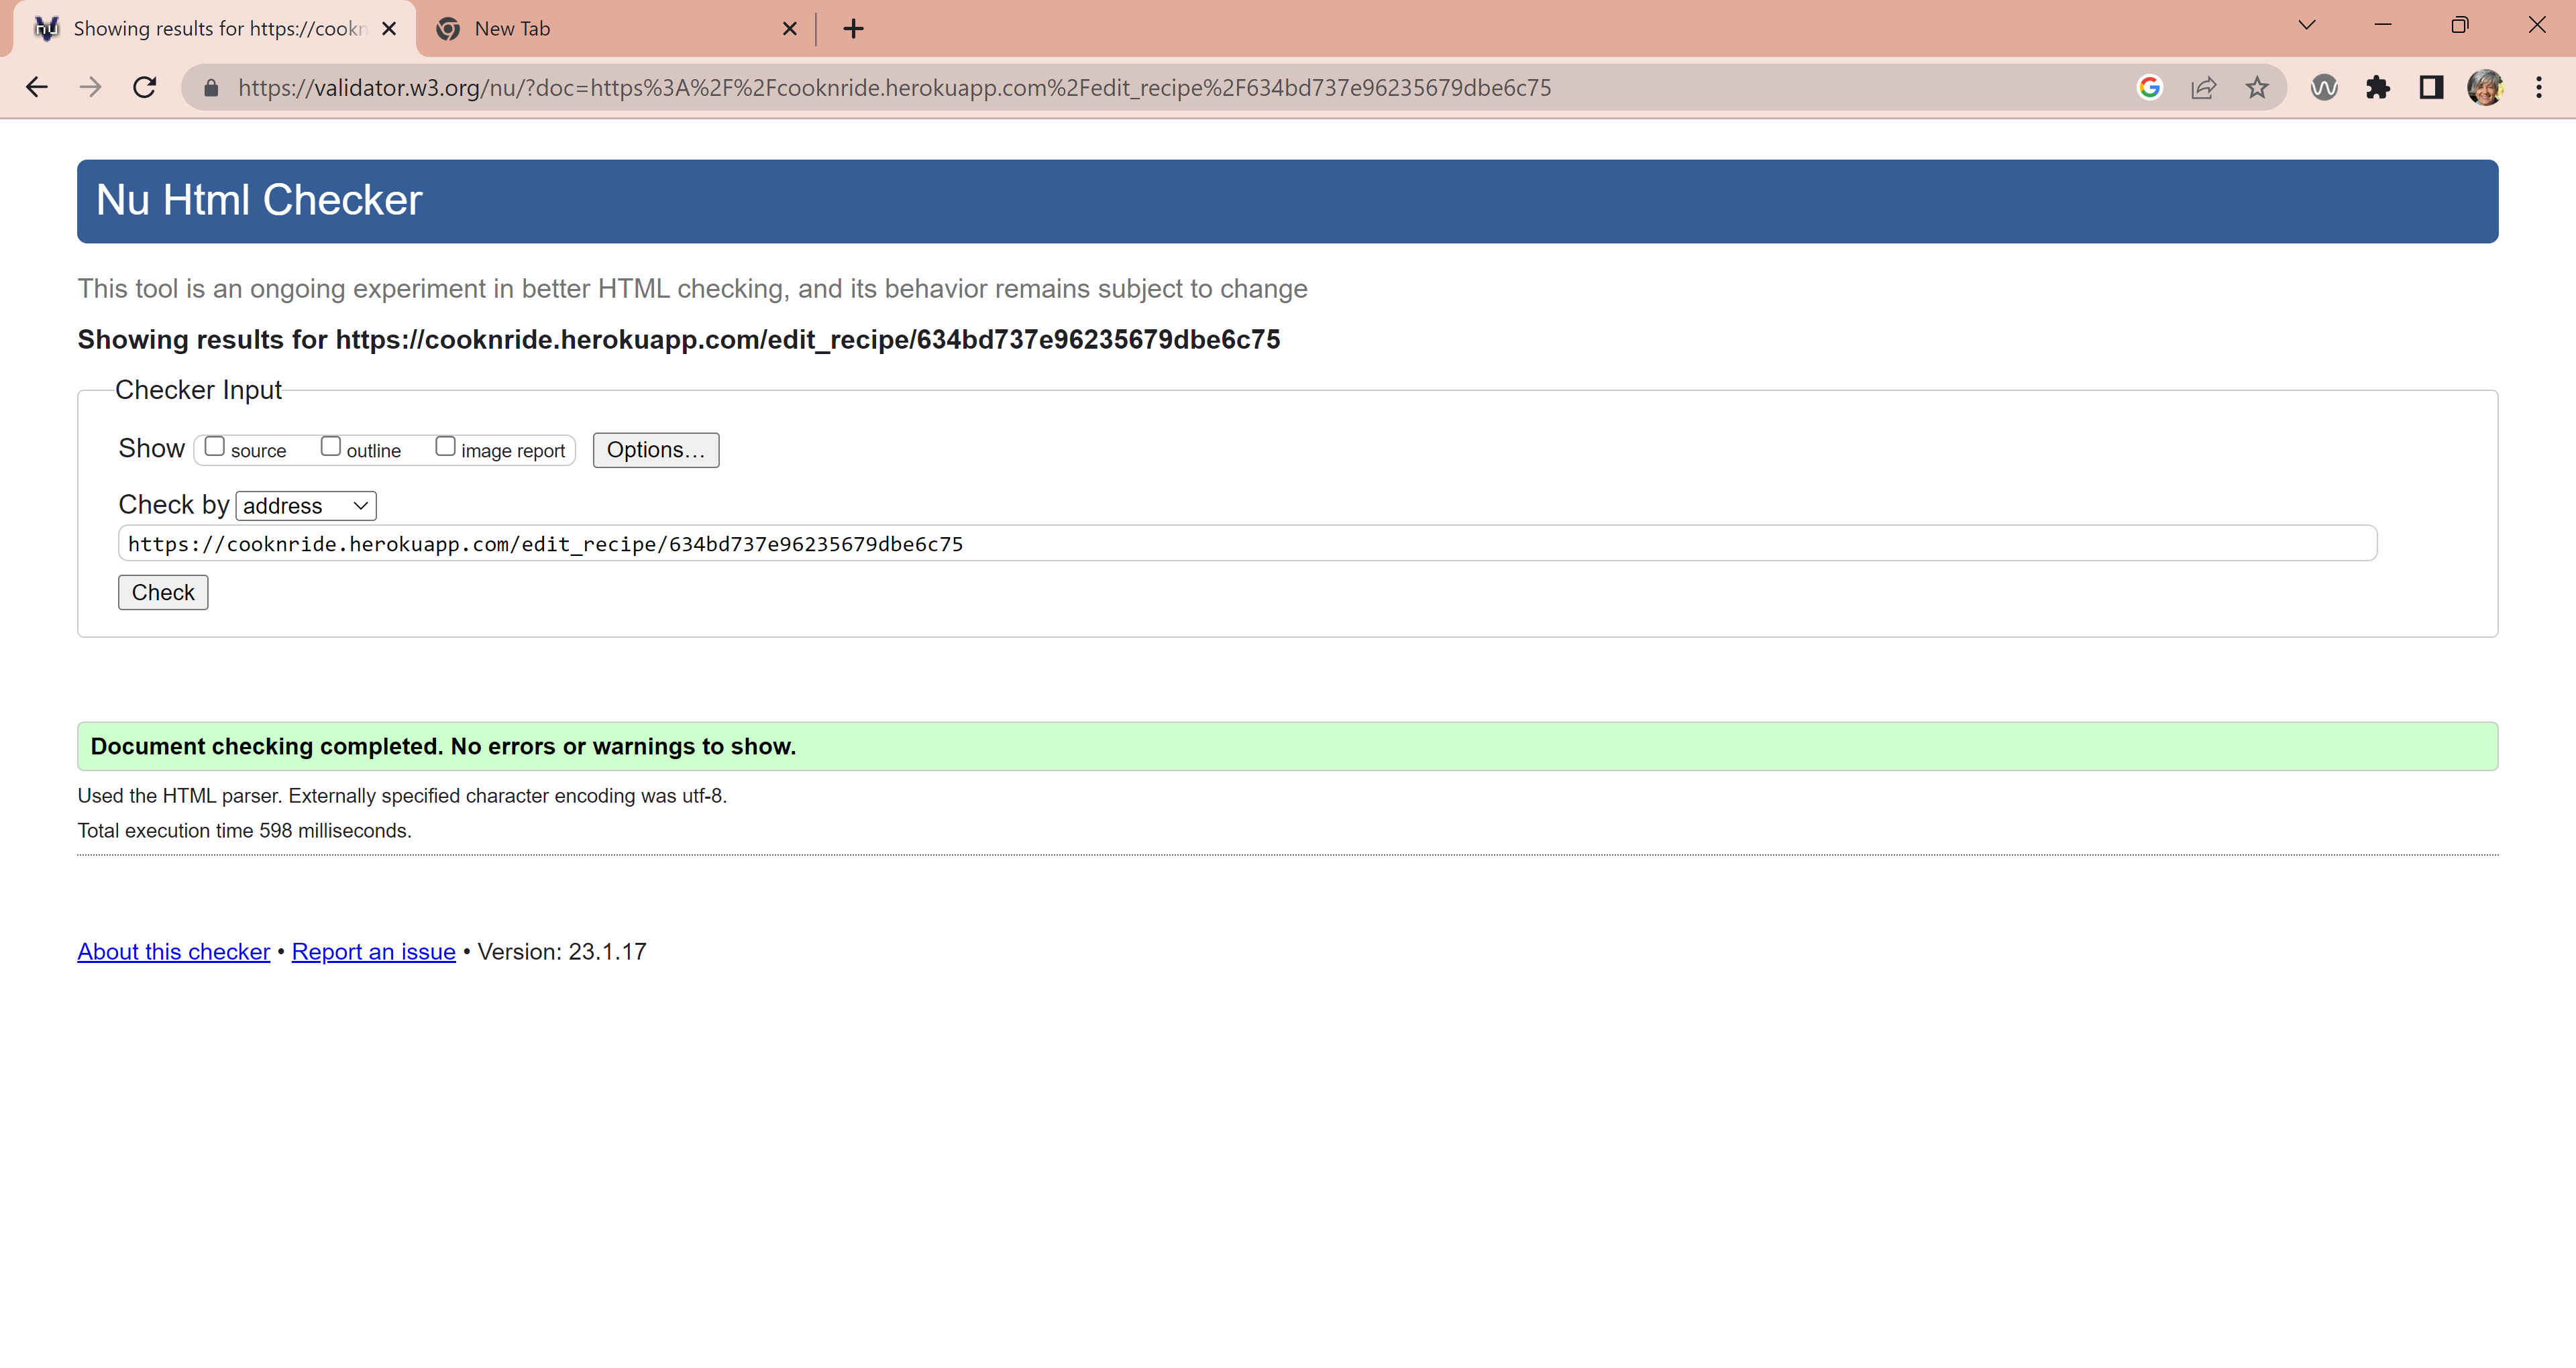 Showing results for https://cookn
New Tab
https://validator.w3.org/nu/?doc=https%3A%2F%2Fcooknride.herokuapp.com%2Fedit_recipe%2F634bd737e96235679dbe6c75
Nu Html Checker
This tool is an ongoing experiment in better HTML checking, and its behavior remains subject to change
Showing results for https://cooknride.herokuapp.com/edit_recipe/634bd737e96235679dbe6c75
Checker Input
Show source outline image report Options…
Check by address
https://cooknride.herokuapp.com/edit_recipe/634bd737e96235679dbe6c75
Check
Document checking completed. No errors or warnings to show.
Used the HTML parser. Externally specified character encoding was utf-8.
Total execution time 598 milliseconds.
About this checker • Report an issue • Version: 23.1.17